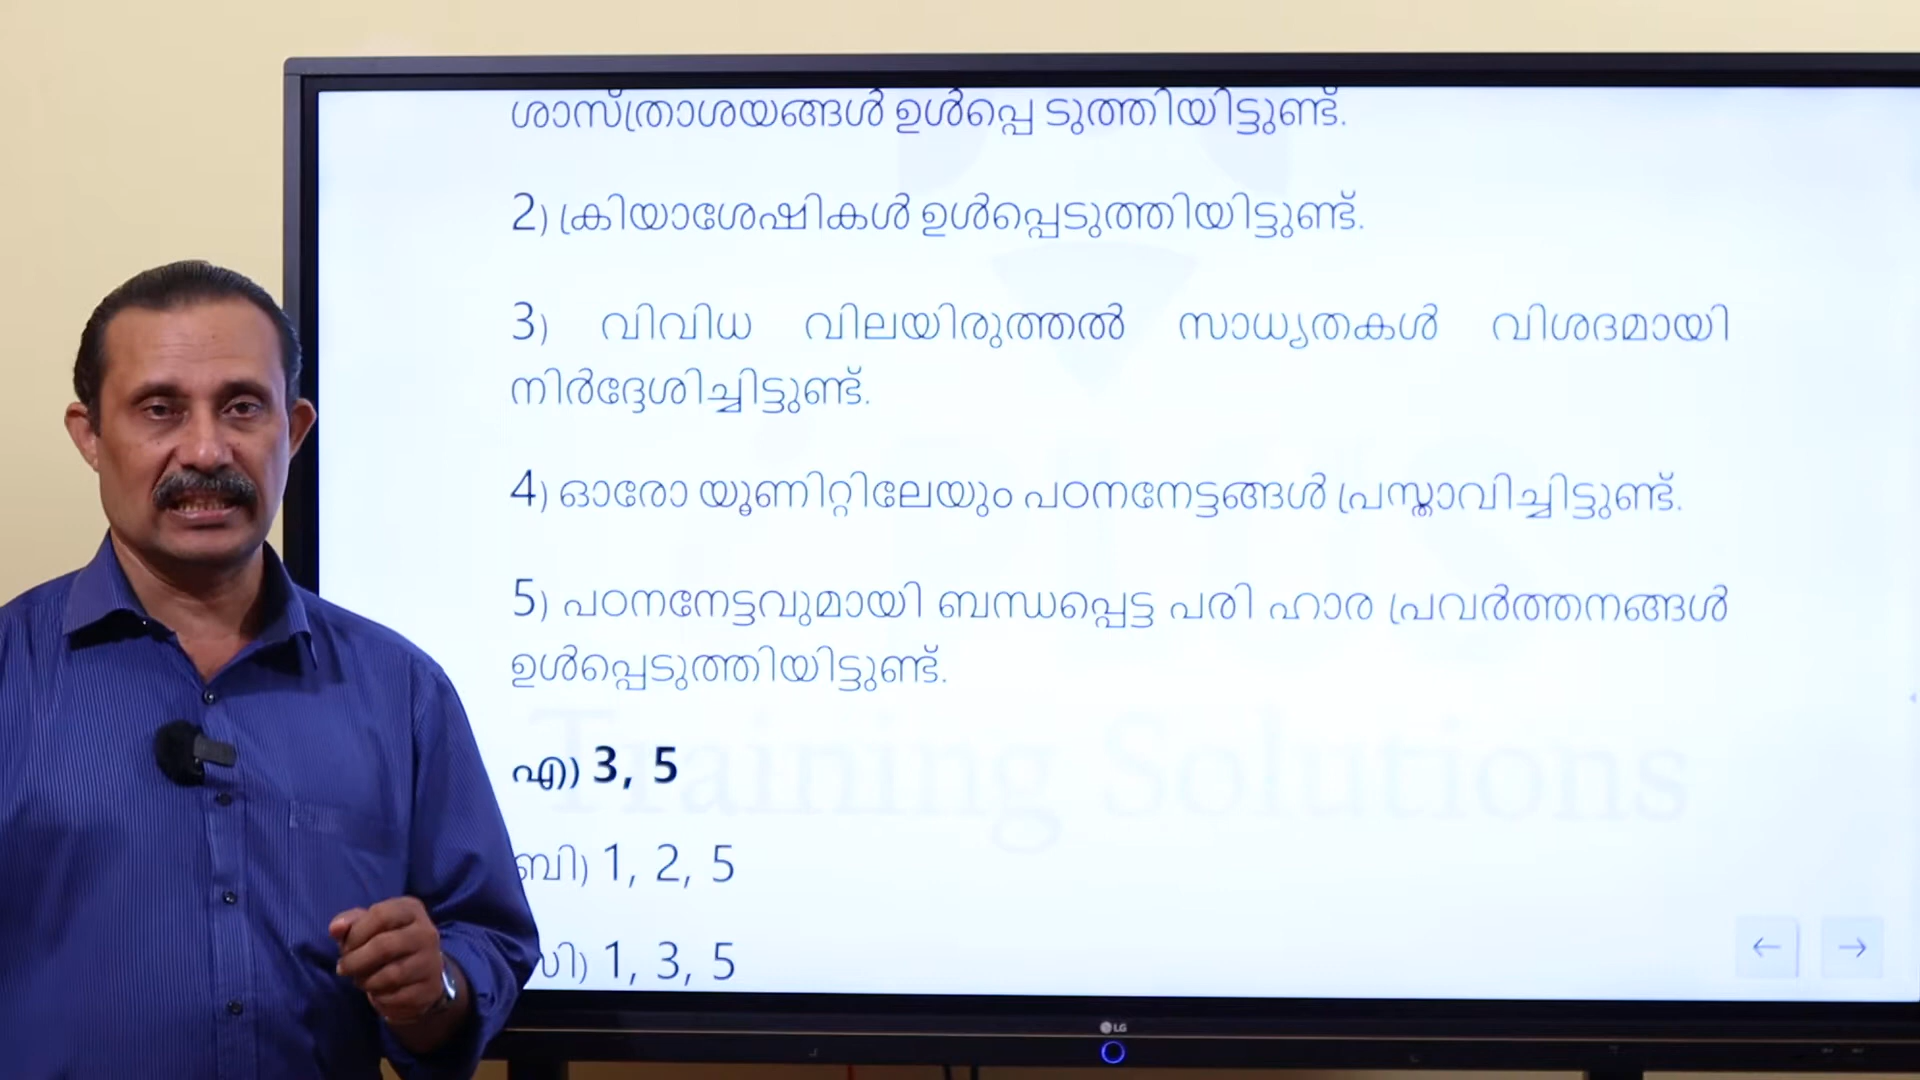 ശാസ്ത്രാശയങ്ങൾ ഉൾപ്പെ ടുത്തിയിട്ടുണ്ട്.
2) ക്രിയാശേഷികൾ ഉൾപ്പെടുത്തിയിട്ടുണ്ട്.
3) വിവിധ വിലയിരുത്തൽ സാധ്യതകൾ വിശദമായി
നിർദ്ദേശിച്ചിട്ടുണ്ട്.
4) ഓരോ യൂണിറ്റിലേയും പഠനനേട്ടങ്ങൾ പ്രസ്താവിച്ചിട്ടുണ്ട്.
5) പഠനനേട്ടവുമായി ബന്ധപ്പെട്ട പരി ഹാര പ്രവർത്തനങ്ങൾ
ഉൾപ്പെടുത്തിയിട്ടുണ്ട്.
Training Solutions
എ) 3, 5
ബി) 1, 2, 5
സി) 1, 3, 5
LG